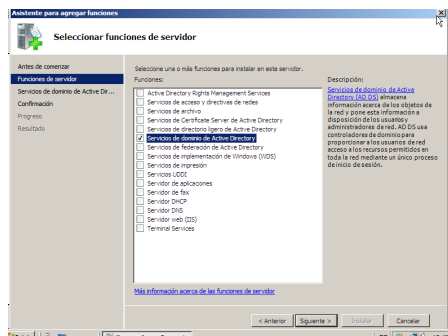 Asistente para agregar funciones
Seleccionar funciones de servidor
Antes de comenzar
Funciones de servidor
Servicios de dominio de Active Dir...
Confirmación
Progreso
Resultado
Seleccione una o más funciones para instalar en este servidor.
Funciones:
Active Directory Rights Management Services
Servicios de acceso y directivas de redes
Servicios de archivo
Servicios de Certificate Server de Active Directory
Servicios de directorio ligero de Active Directory
Servicios de dominio de Active Directory
Servicios de federación de Active Directory
Servicios de implementación de Windows (WDS)
Servicios de impresión
Servicios UDDI
Servidor de aplicaciones
Servidor de fax
Servidor DHCP
Servidor DNS
Servidor web (IIS)
Terminal Services
Más información acerca de las funciones de servidor
Descripción:
Servicios de dominio de Active
Directory (AD DS) almacena
información acerca de los objetos de
la red y pone esta información a
disposición de los usuarios y
administradores de red. AD DS usa
controladores de dominio para
proporcionar a los usuarios de red
acceso a los recursos permitidos en
toda la red mediante un único proceso
de inicio de sesión.
< Anterior
Siguiente >
Instalar
Cancelar